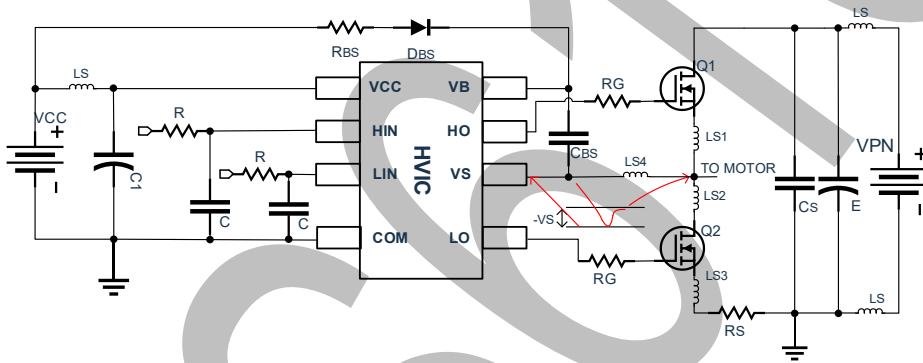 LS
RBS
DBS
LS
Q1
VCC
+
VCC
VB
RG
R
HIN
HO
LS1
VPN
+
CBS
C1
R
LIN
HVIC
VS
LS4
TO MOTOR
LS2
-VS
CS
E
C
C
Q2
COM
LO
RG
LS3
LS
RS